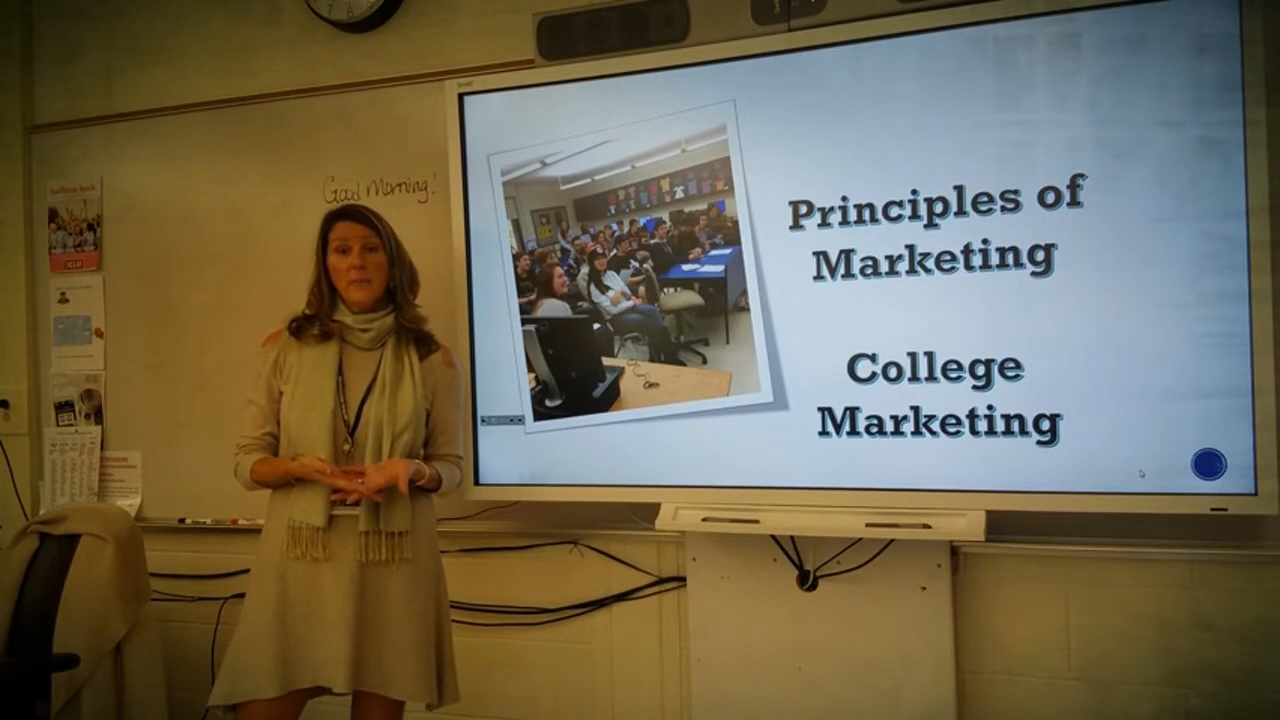 Good Morning!
Principles of
Marketing
College
Marketing